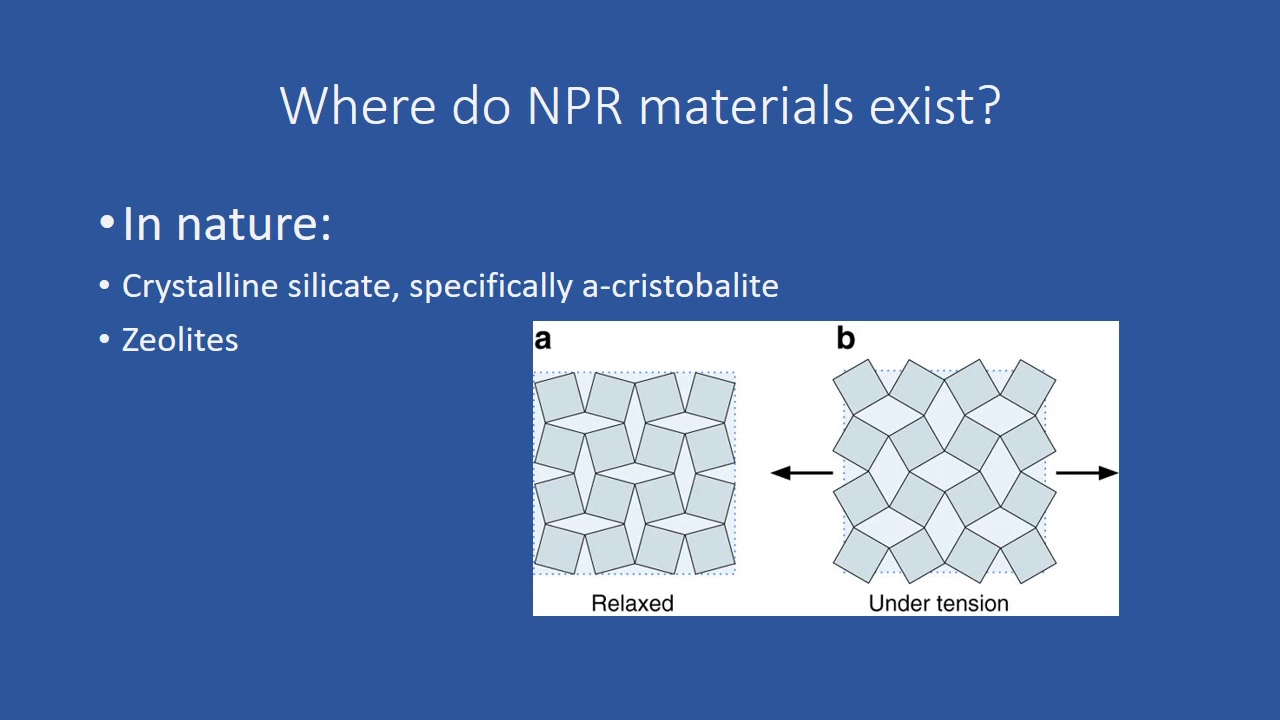 Where do NPR materials exist?
•In nature:
• Crystalline silicate, specifically a-cristobalite
• Zeolites
a
b
Relaxed
Under tension